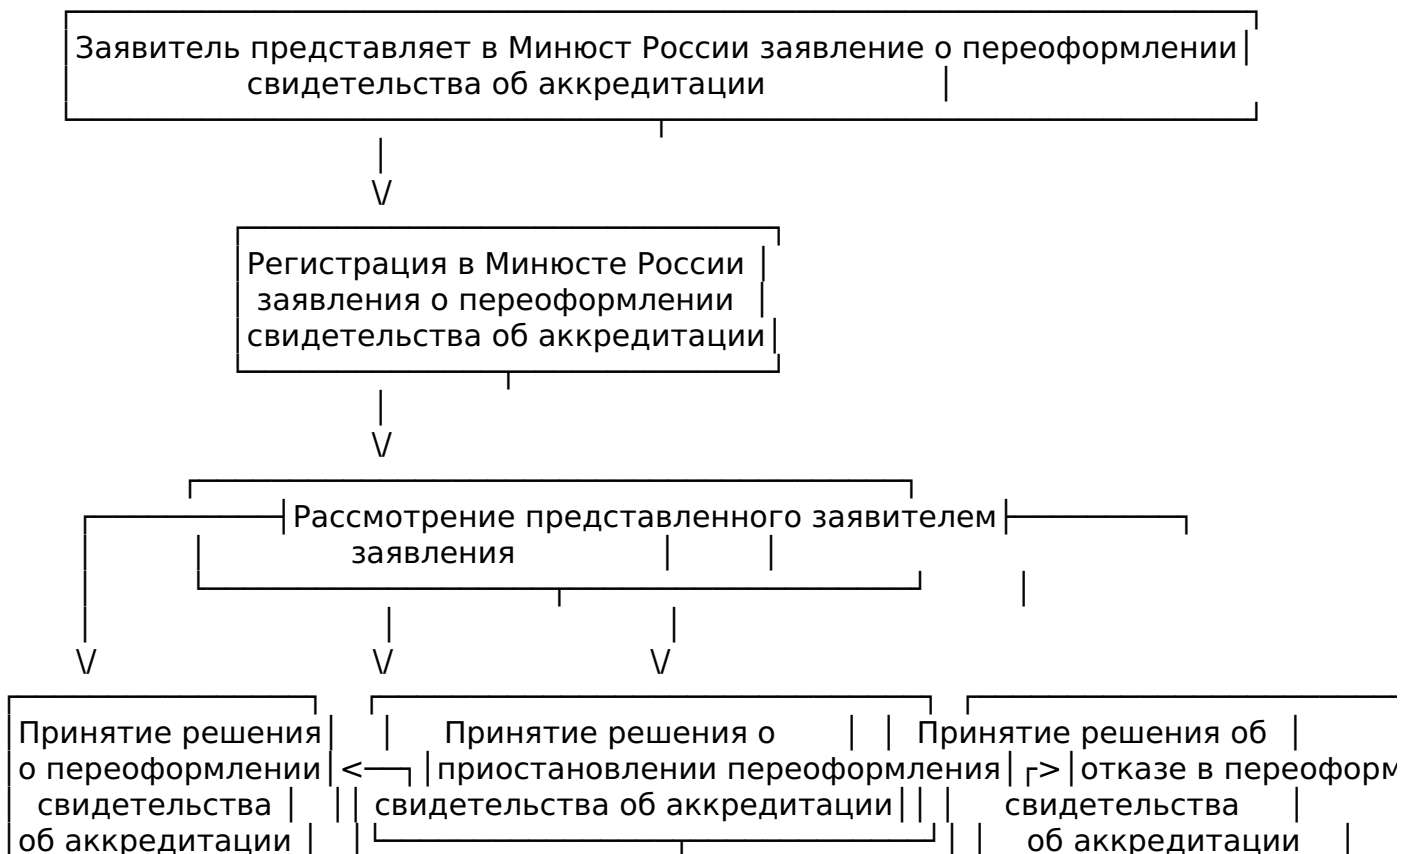 Заявитель представляет в Минюст России заявление о переоформлении
свидетельства об аккредитации
Регистрация в Минюсте России
заявления о переоформлении
свидетельства об аккредитации
Рассмотрение представленного заявителем
заявления
Принятие решения Принятие решения о Принятие решения об
о переоформлении приостановлении переоформления отказе в переоформ
свидетельства свидетельства об аккредитации свидетельства
об аккредитации об аккредитации